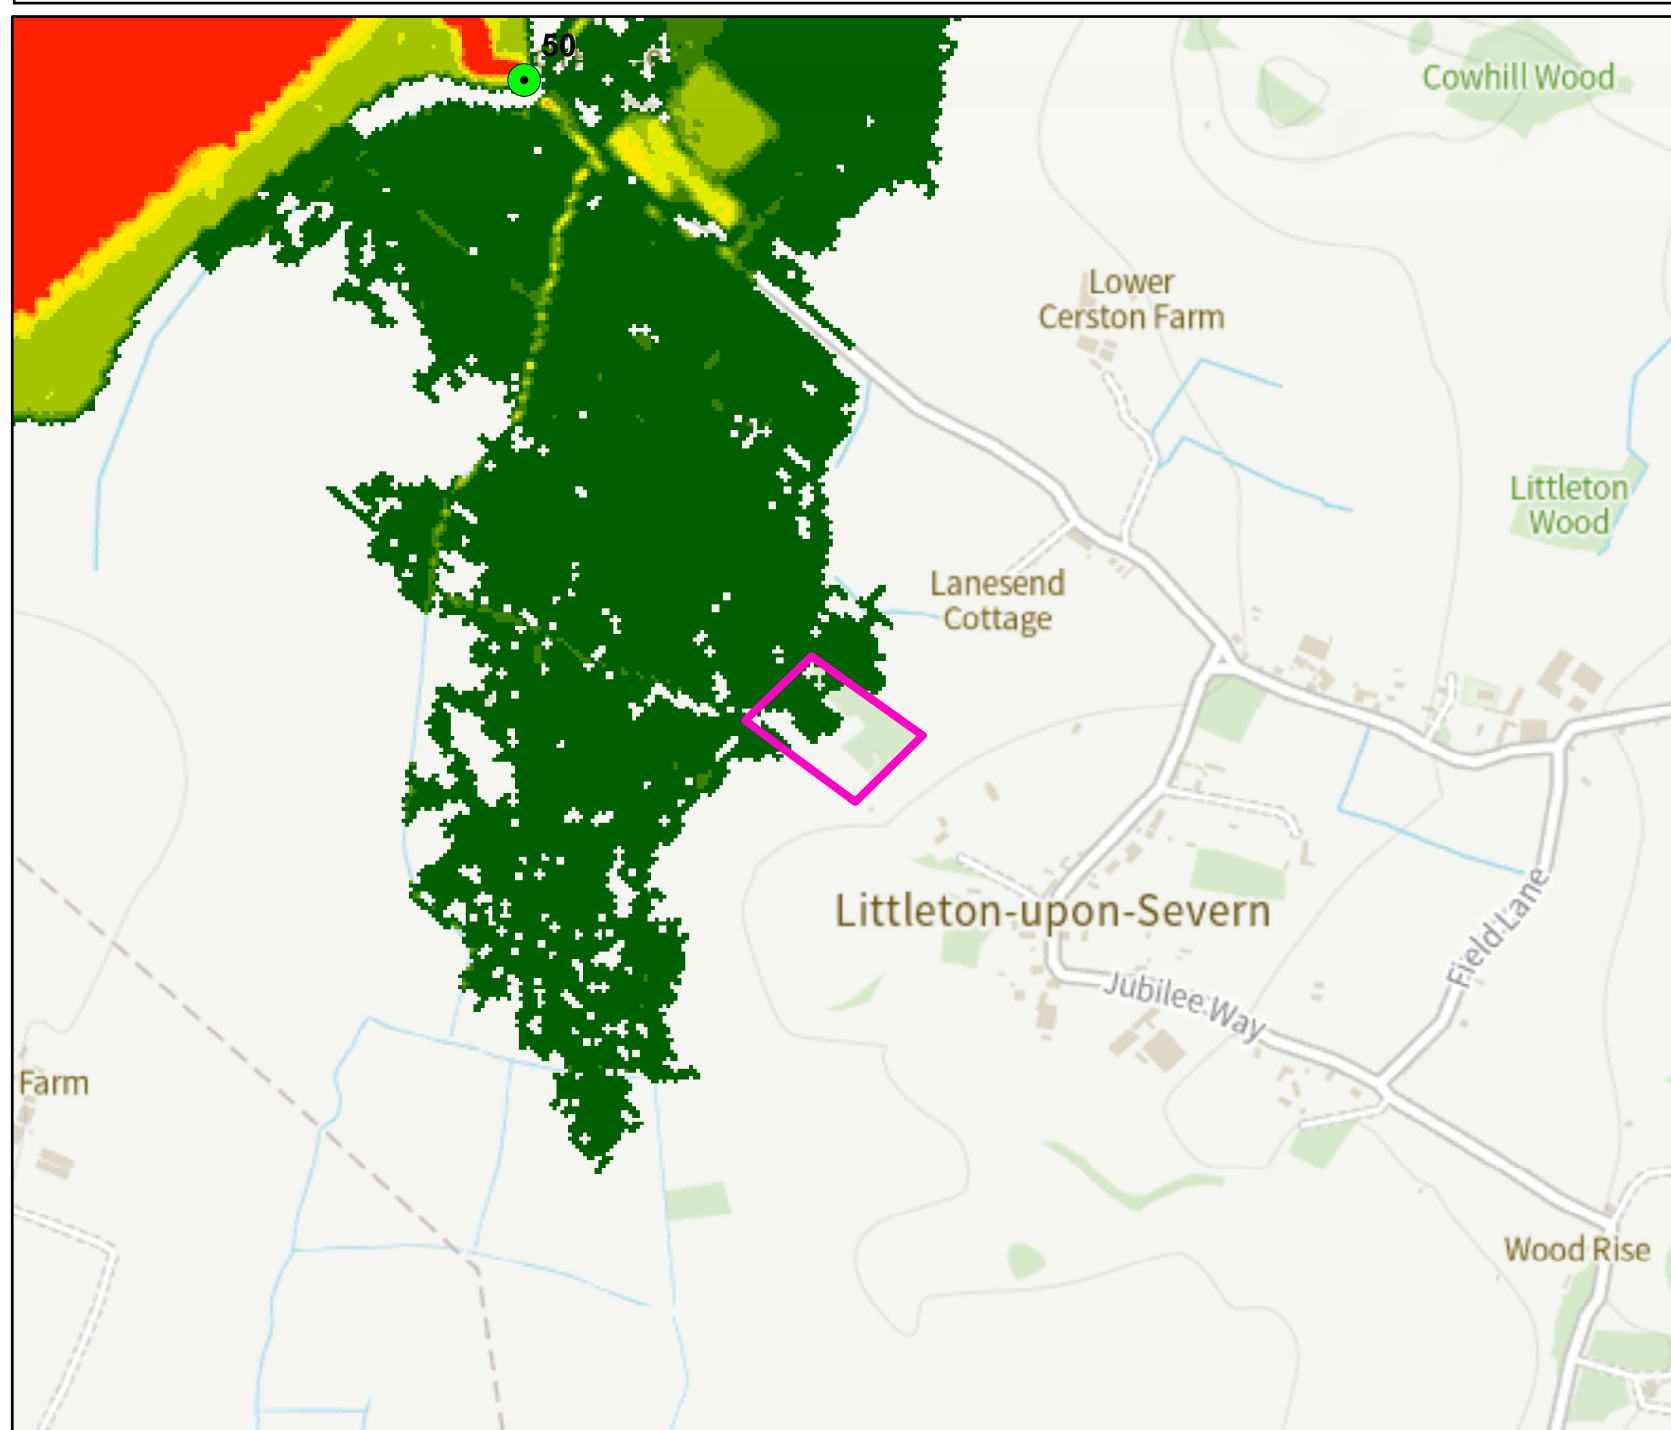 50
Cowhill Wood
Lower
Cerston Farm
Littleton
Wood
Lanesend
Cottage
Littleton-upon-Severn
Field Lane
Jubilee Way
Farm
Wood Rise